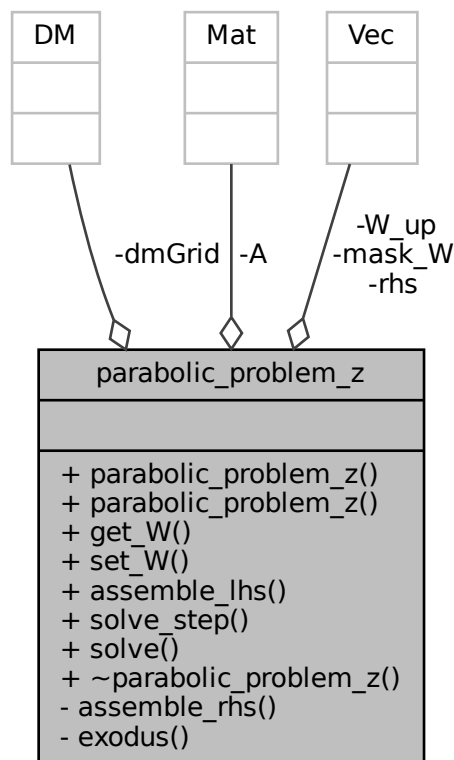 DM
Mat
Vec
-dmGrid
-A
-W_up
-mask_W
-rhs
parabolic_problem_z
+ parabolic_problem_z()
+ parabolic_problem_z()
+ get_W()
+ set_W()
+ assemble_lhs()
+ solve_step()
+ solve()
+ ~parabolic_problem_z()
- assemble_rhs()
- exodus()